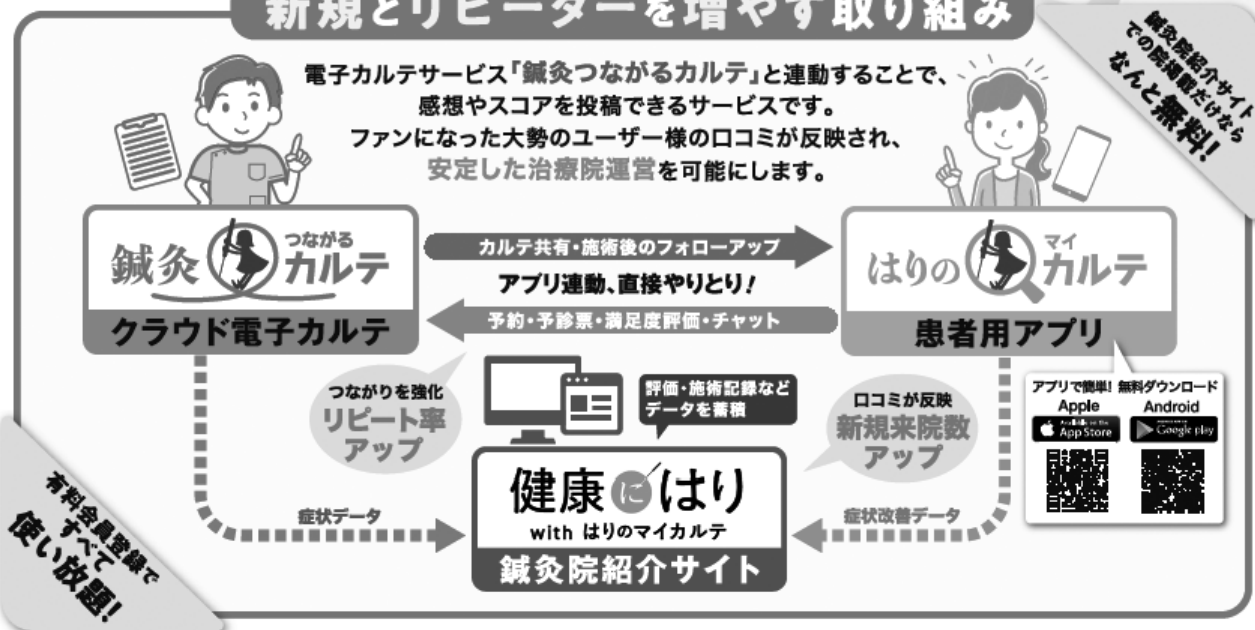 新規とリピーターを増やす取り組み
鍼灸院紹介サイト
での院掲載だけなら
なんと無料!
電子カルテサービス「鍼灸つながるカルテ」と連動することで、
感想やスコアを投稿できるサービスです。
ファンになった大勢のユーザー様の口コミが反映され、
安定した治療院運営を可能にします。
鍼灸
つながる
カルテ
クラウド電子カルテ
カルテ共有・施術後のフォローアップ
アプリ連動、直接やりとり!
予約・予診票・満足度評価・チャット
はりの
マイ
カルテ
患者用アプリ
つながりを強化
リピート率
アップ
評価・施術記録など
データを蓄積
口コミが反映
新規来院数
アップ
アプリで簡単! 無料ダウンロード
Apple
Android
Available on the
App Store
Google play
健康にはり
with はりのマイカルテ
鍼灸院紹介サイト
症状データ
症状改善データ
有料会員登録で
すべて
使い放題!